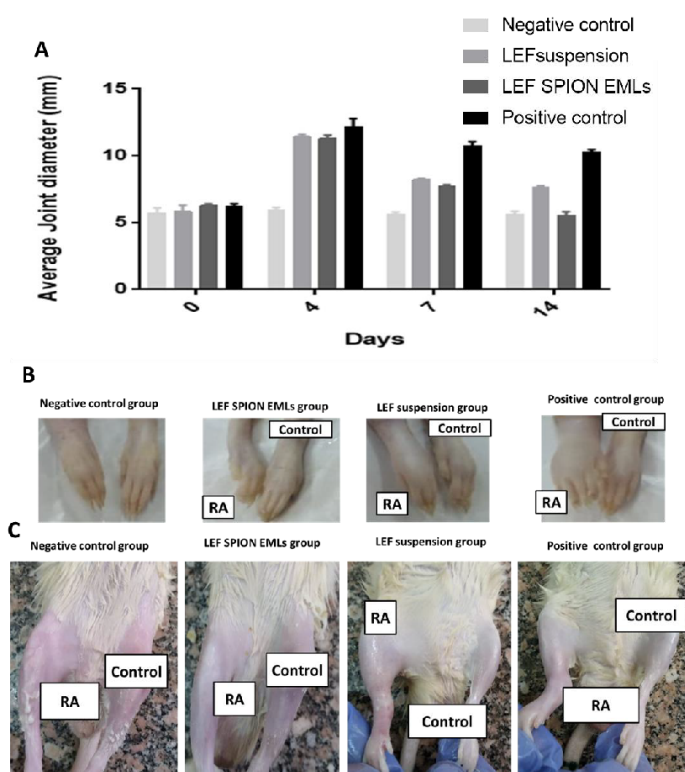 A
Negative control
LEFsuspension
LEF SPION EMLs
Positive control
Average Joint diameter (mm)
15
10
5
0
0
4
7
14
Days
B
Negative control group
LEF SPION EMLs group
LEF suspension group
Positive control group
Control
Control
Control
RA
RA
RA
C
Negative control group
LEF SPION EMLs group
LEF suspension group
Positive control group
RA
Control
RA
Control
RA
Control
Control
RA